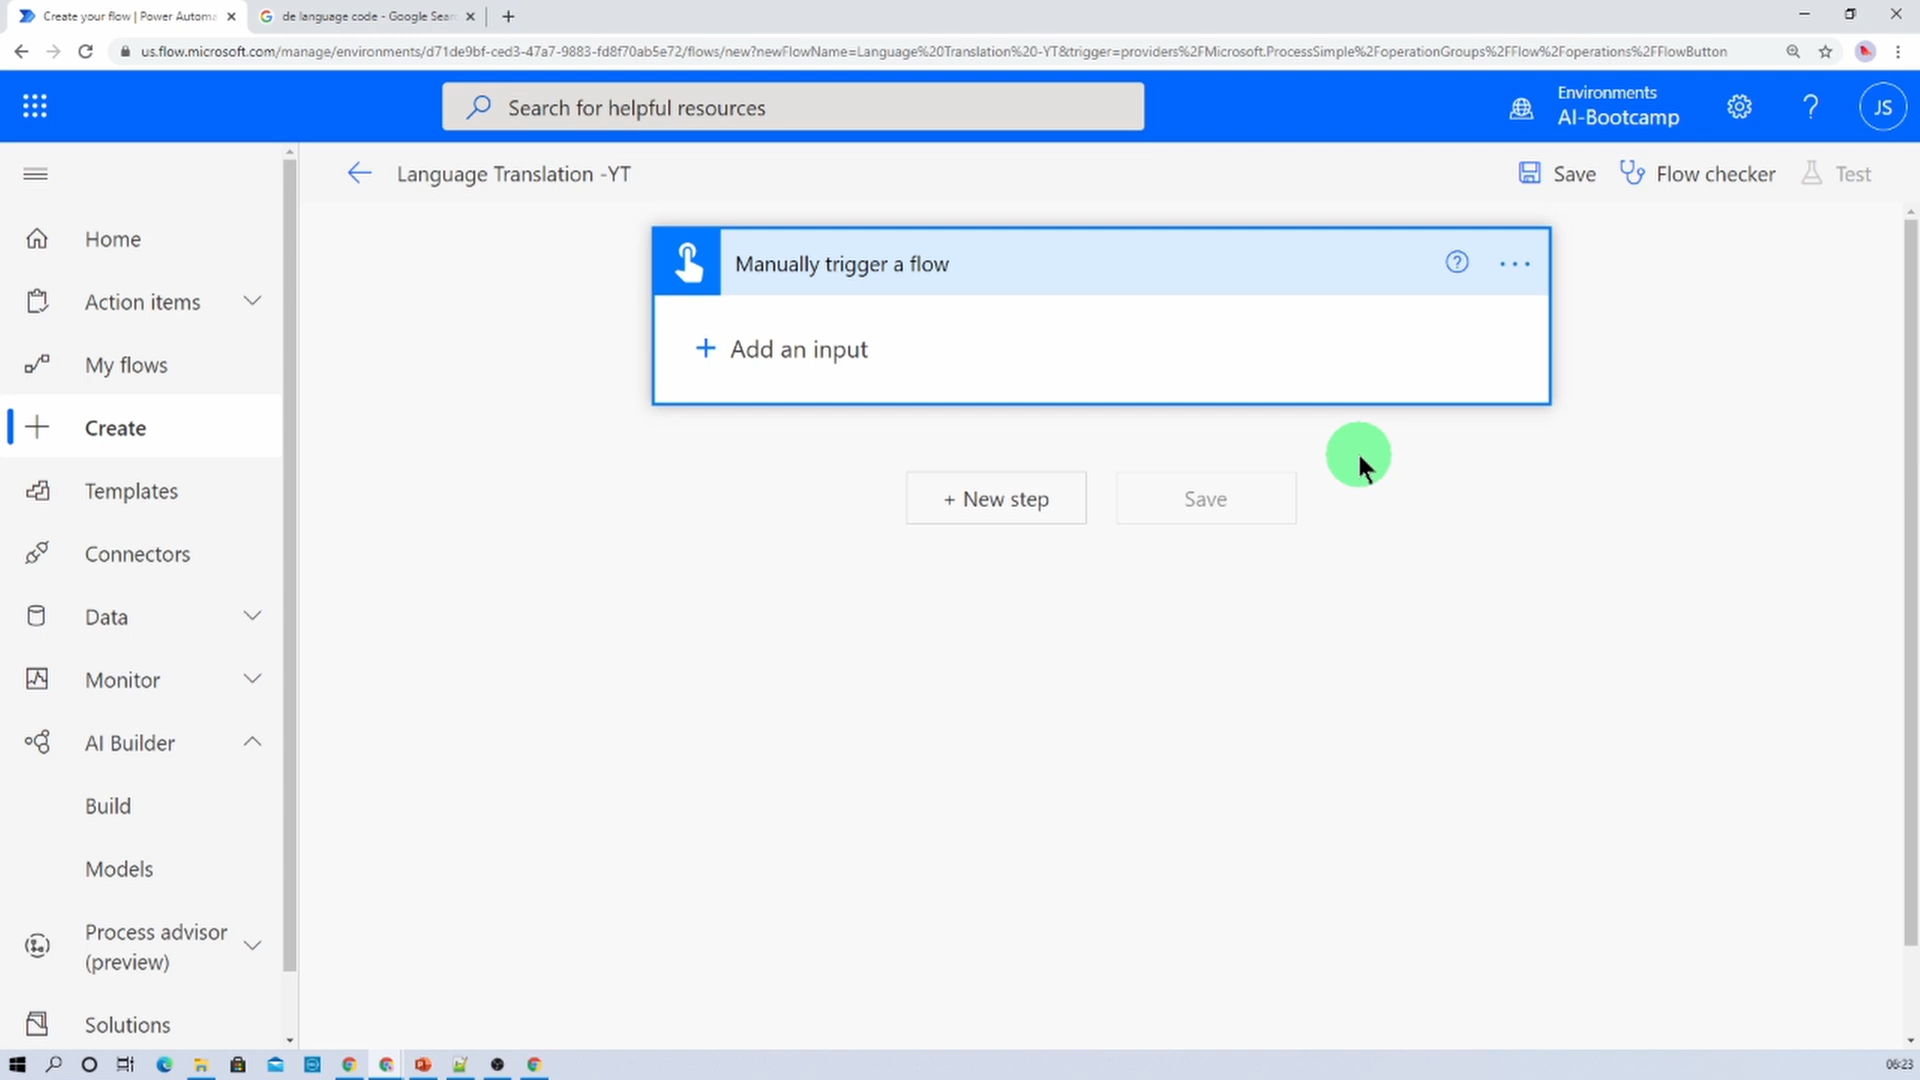 Create your flow | Power Automa
de language code - Google Sear
us.flow.microsoft.com/manage/environments/d71de9bf-ced3-47a7-9883-fd8f70ab5e72/flows/new?newFlowName=Language%20Translation%20-YT&trigger=providers%2FMicrosoft.ProcessSimple%2FoperationGroups%2FFlow%2Foperations%2FFlowButton
Search for helpful resources
Environments
AI-Bootcamp
?
JS
Language Translation -YT
Save
Flow checker
Test
Home
Action items
My flows
Create
Templates
Connectors
Data
Monitor
AI Builder
Build
Models
Process advisor
(preview)
Solutions
Manually trigger a flow
?
...
+ Add an input
+ New step
Save
06:23